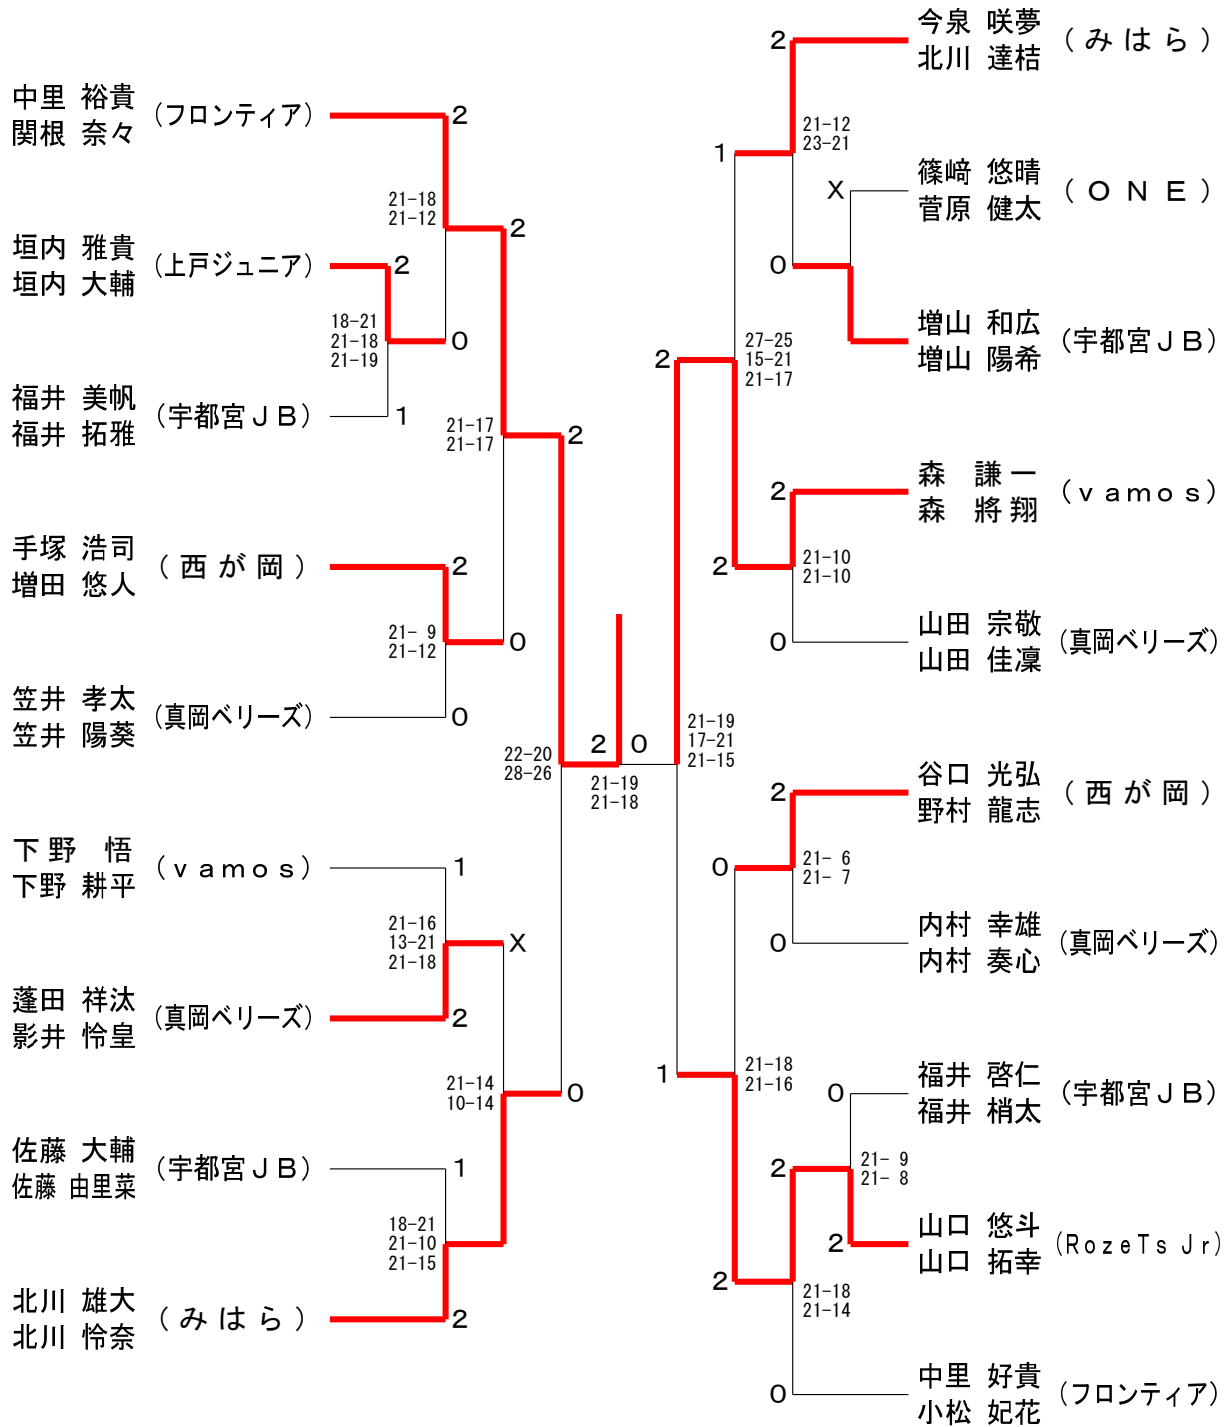 中里 裕貴
関根 奈々
(フロンティア)
2
21-18
21-12
2
垣内 雅貴
垣内 大輔
(上戸ジュニア)
2
18-21
21-18
21-19
0
福井 美帆
福井 拓雅
(宇都宮JB)
1
21-17
21-17
2
手塚 浩司
増田 悠人
(西が岡)
2
21- 9
21-12
0
笠井 孝太
笠井 陽葵
(真岡ベリーズ)
0
22-20
28-26
2
0
21-19
21-18
下野 悟
下野 耕平
(vamos)
1
21-16
13-21
21-18
X
蓬田 祥汰
影井 怜皇
(真岡ベリーズ)
2
21-14
10-14
0
佐藤 大輔
佐藤 由里菜
(宇都宮JB)
1
18-21
21-10
21-15
北川 雄大
北川 怜奈
(みはら)
2
2
今泉 咲夢
北川 達桔
(みはら)
1
21-12
23-21
X
篠﨑 悠晴
菅原 健太
(ONE)
0
増山 和広
増山 陽希
(宇都宮JB)
2
27-25
15-21
21-17
2
森 謙一
森 將翔
(vamos)
2
21-10
21-10
0
山田 宗敬
山田 佳凜
(真岡ベリーズ)
21-19
17-21
21-15
2
谷口 光弘
野村 龍志
(西が岡)
0
21- 6
21- 7
0
内村 幸雄
内村 奏心
(真岡ベリーズ)
1
21-18
21-16
0
福井 啓仁
福井 梢太
(宇都宮JB)
2
21- 9
21- 8
2
山口 悠斗
山口 拓幸
(RozeTs Jr)
2
21-18
21-14
0
中里 好貴
小松 妃花
(フロンティア)